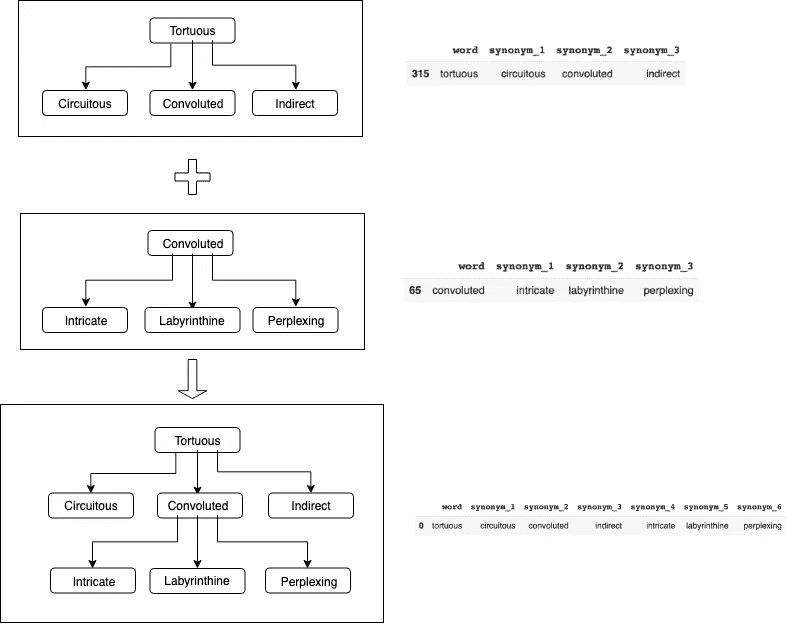 Tortuous
Circuitous Convoluted Indirect
word synonym_1 synonym_2 synonym_3
315 tortuous circuitous convoluted indirect
Convoluted
Intricate Labyrinthine Perplexing
word synonym_1 synonym_2 synonym_3
65 convoluted intricate labyrinthine perplexing
Tortuous
Circuitous Convoluted Indirect
Intricate Labyrinthine Perplexing
word synonym_1 synonym_2 synonym_3 synonym_4 synonym_5 synonym_6
0 tortuous circuitous convoluted indirect intricate labyrinthine perplexing